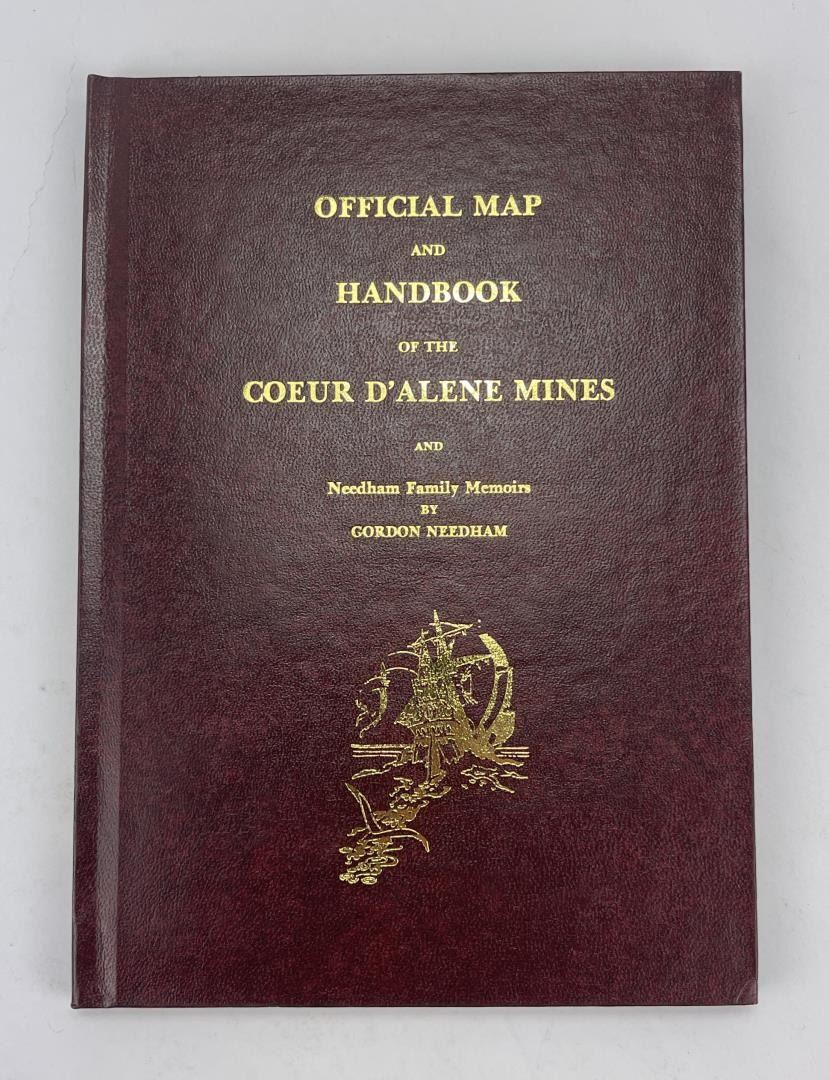 OFFICIAL MAP
AND
HANDBOOK
OF THE
COEUR D'ALENE MINES
AND
Needham Family Memoirs
BY
GORDON NEEDHAM